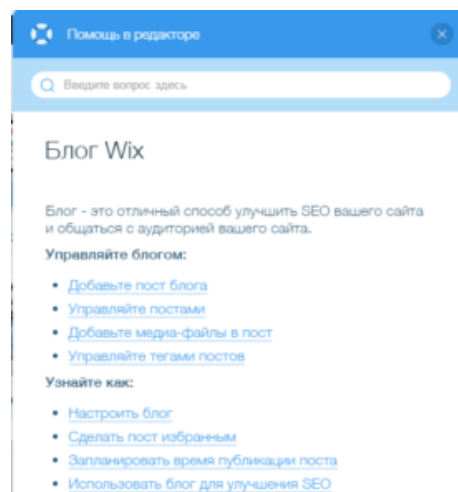 Помощь в редакторе
Введите вопрос здесь
Блог Wix
Блог - это отличный способ улучшить SEO вашего сайта
и общаться с аудиторией вашего сайта.
Управляйте блогом:
• Добавьте пост блога
• Управляйте постами
• Добавьте медиа-файлы в пост
• Управляйте тегами постов
Узнайте как:
• Настроить блог
• Сделать пост избранным
• Запланировать время публикации поста
• Использовать блог для улучшения SEO